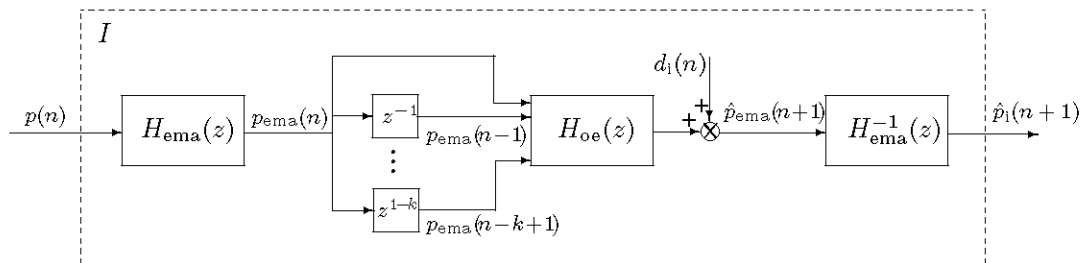 I
p(n)
H_ema(z)
p_ema(n)
z^{-1}
p_ema(n-1)
⋮
z^{1-k}
p_ema(n-k+1)
H_oe(z)
d_i(n)
+
+
p̂_ema(n+1)
H_ema^{-1}(z)
p̂_i(n+1)